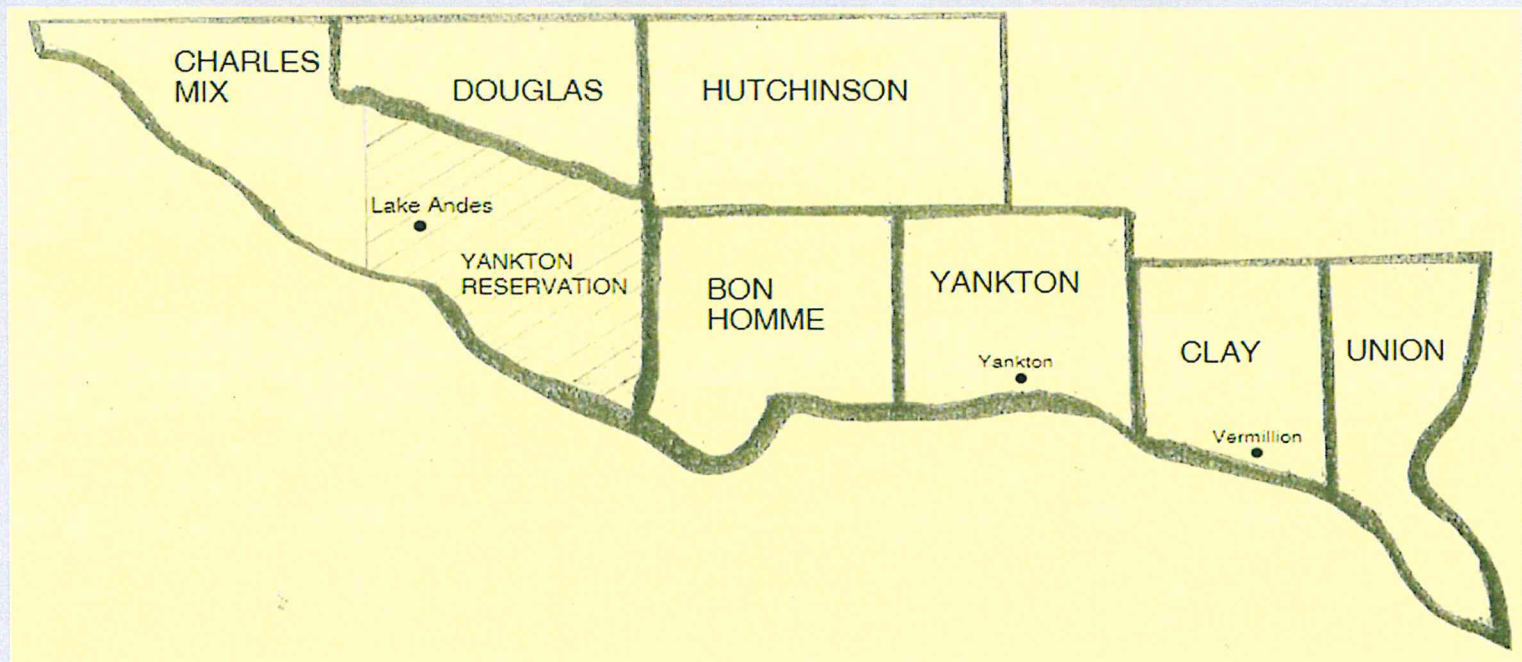 CHARLES
MIX
DOUGLAS
HUTCHINSON
Lake Andes
YANKTON
RESERVATION
BON
HOMME
YANKTON
Yankton
CLAY
Vermillion
UNION